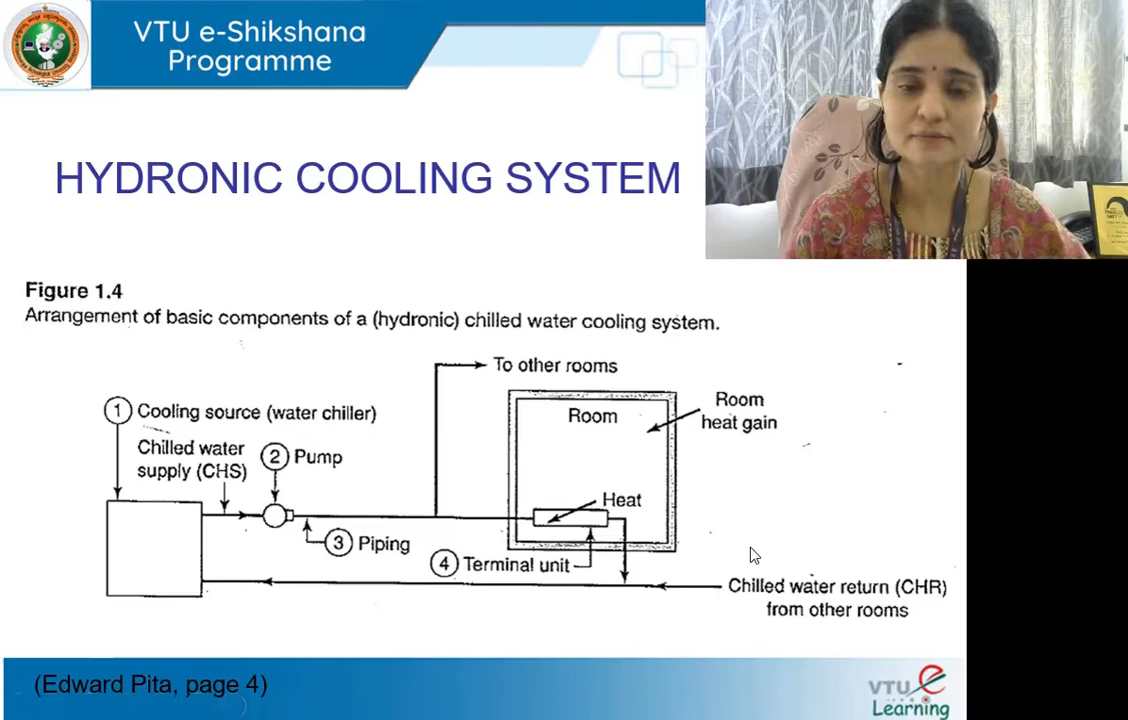 VTU e-Shikshana
Programme
HYDRONIC COOLING SYSTEM
Figure 1.4
Arrangement of basic components of a (hydronic) chilled water cooling system.
To other rooms
1 Cooling source (water chiller)
Room
Room
heat gain
Chilled water
supply (CHS)
2 Pump
Heat
3 Piping
4 Terminal unit
Chilled water return (CHR)
from other rooms
(Edward Pita, page 4)
VTU e
Learning